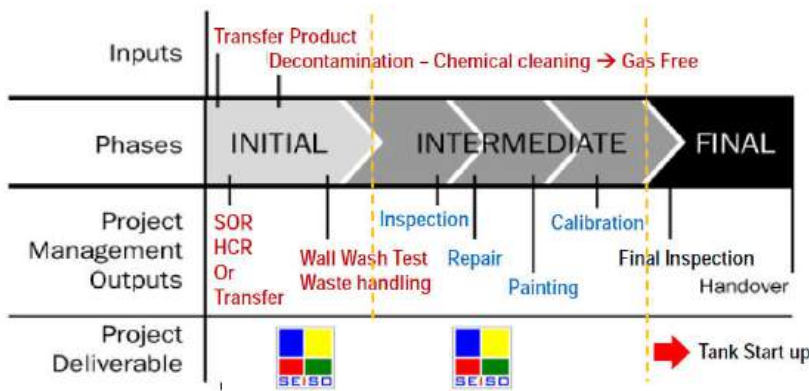 Inputs
Transfer Product
Decontamination – Chemical cleaning → Gas Free
Phases
INITIAL
INTERMEDIATE
FINAL
Project
Management
Outputs
SOR
HCR
Or
Transfer
Wall Wash Test
Waste handling
Inspection
Repair
Painting
Calibration
Final Inspection
Handover
Project
Deliverable
SEISO
SEISO
Tank Start up